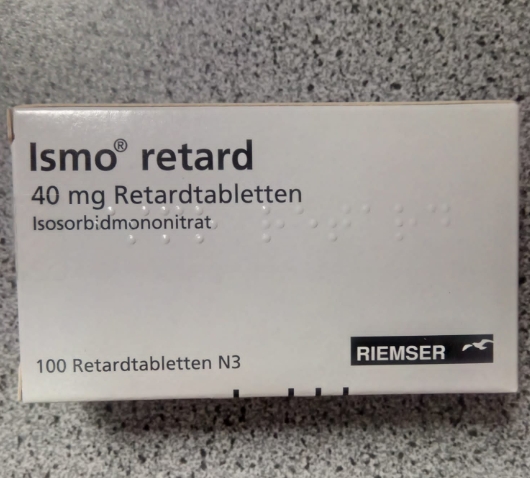 Ismo® retard
40 mg Retardtabletten
Isosorbidmononitrat
100 Retardtabletten N3
RIEMSER